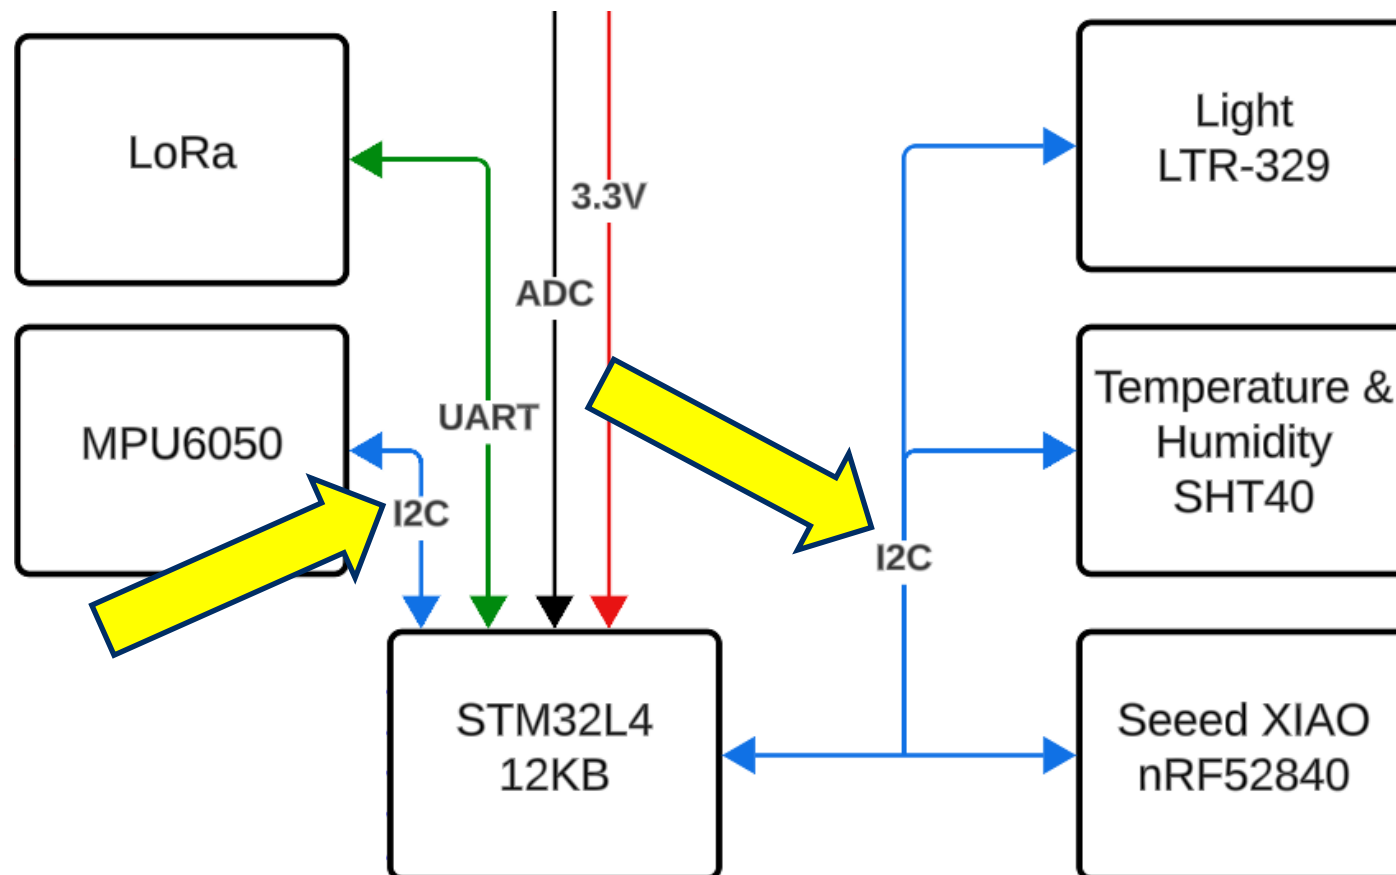 LoRa
3.3V
ADC
Light
LTR-329
UART
MPU6050
I2C
Temperature &
Humidity
SHT40
I2C
STM32L4
12KB
Seeed XIAO
nRF52840